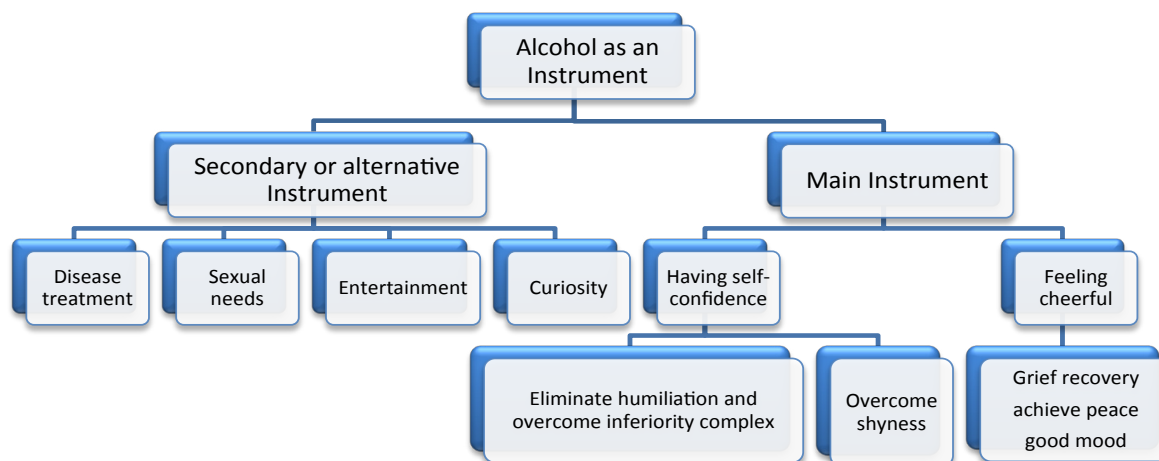 Alcohol as an
Instrument
Secondary or alternative
Instrument
Main Instrument
Disease
treatment
Sexual
needs
Entertainment
Curiosity
Having self-
confidence
Feeling
cheerful
Eliminate humiliation and
overcome inferiority complex
Overcome
shyness
Grief recovery
achieve peace
good mood